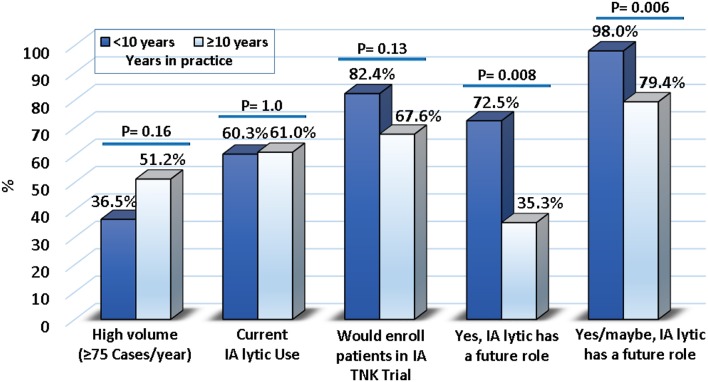 P= 0.006
98.0%
<10 years
≥10 years
Years in practice
P= 0.13
82.4%
P= 0.008
79.4%
72.5%
67.6%
P= 0.16
P= 1.0
60.3%
61.0%
51.2%
36.5%
35.3%
100
90
80
70
60
50
40
30
20
10
0
%
High volume
(≥75 Cases/year)
Current
IA lytic Use
Would enroll
patients in IA
TNK Trial
Yes, IA lytic has
a future role
Yes/maybe, IA lytic
has a future role